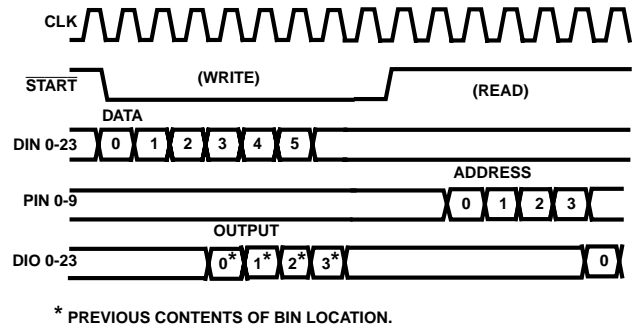 CLK
START
(WRITE)
(READ)
DATA
DIN 0-23
0 1 2 3 4 5
ADDRESS
PIN 0-9
0 1 2 3
OUTPUT
DIO 0-23
0* 1* 2* 3* 0
* PREVIOUS CONTENTS OF BIN LOCATION.